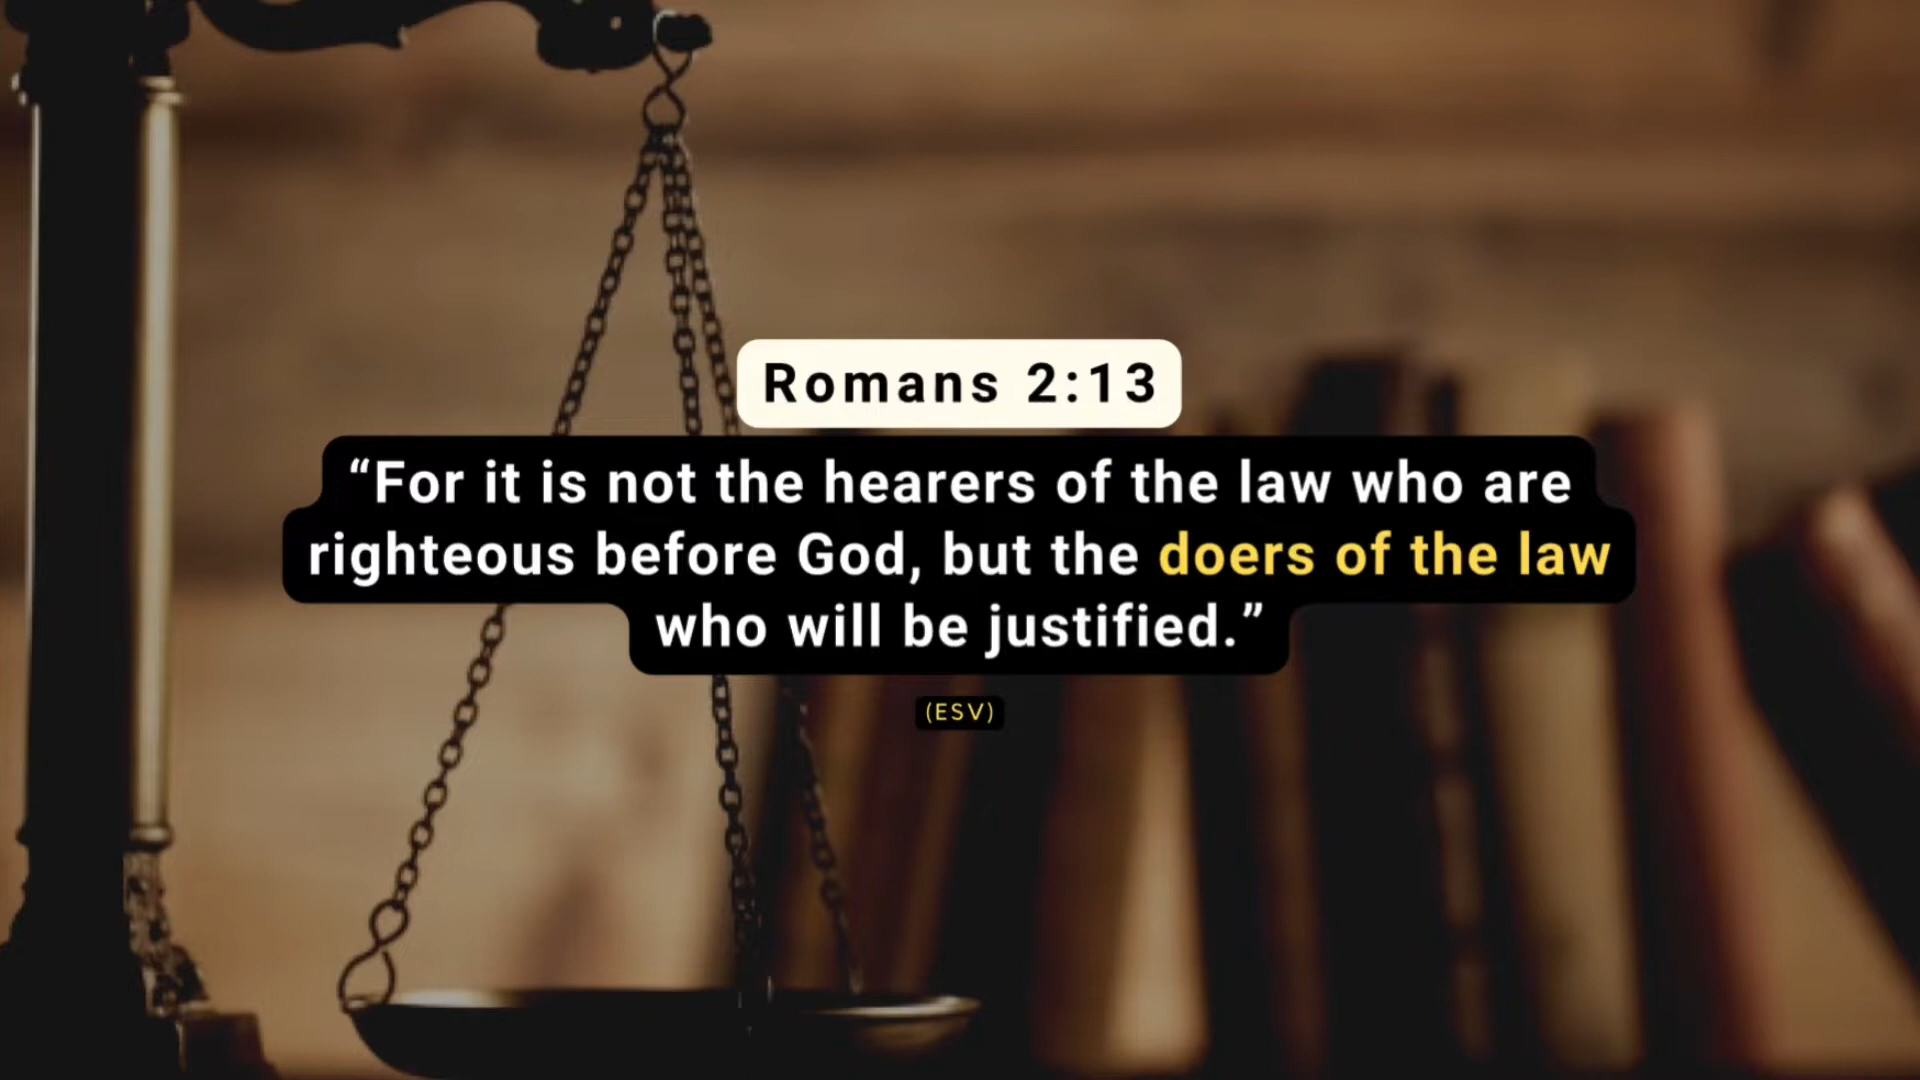 Romans 2:13
“For it is not the hearers of the law who are
righteous before God, but the doers of the law
who will be justified.”
(ESV)